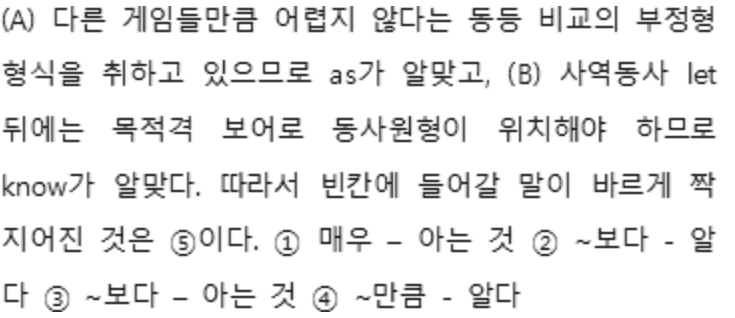 (A) 다른 게임들만큼 어렵지 않다는 동등 비교의 부정형
형식을 취하고 있으므로 as가 알맞고, (B) 사역동사 let
뒤에는 목적격 보어로 동사원형이 위치해야 하므로
know가 알맞다. 따라서 빈칸에 들어갈 말이 바르게 짝
지어진 것은 ⑤이다. ① 매우 – 아는 것 ② ~보다 - 알
다 ③ ~보다 – 아는 것 ④ ~만큼 - 알다